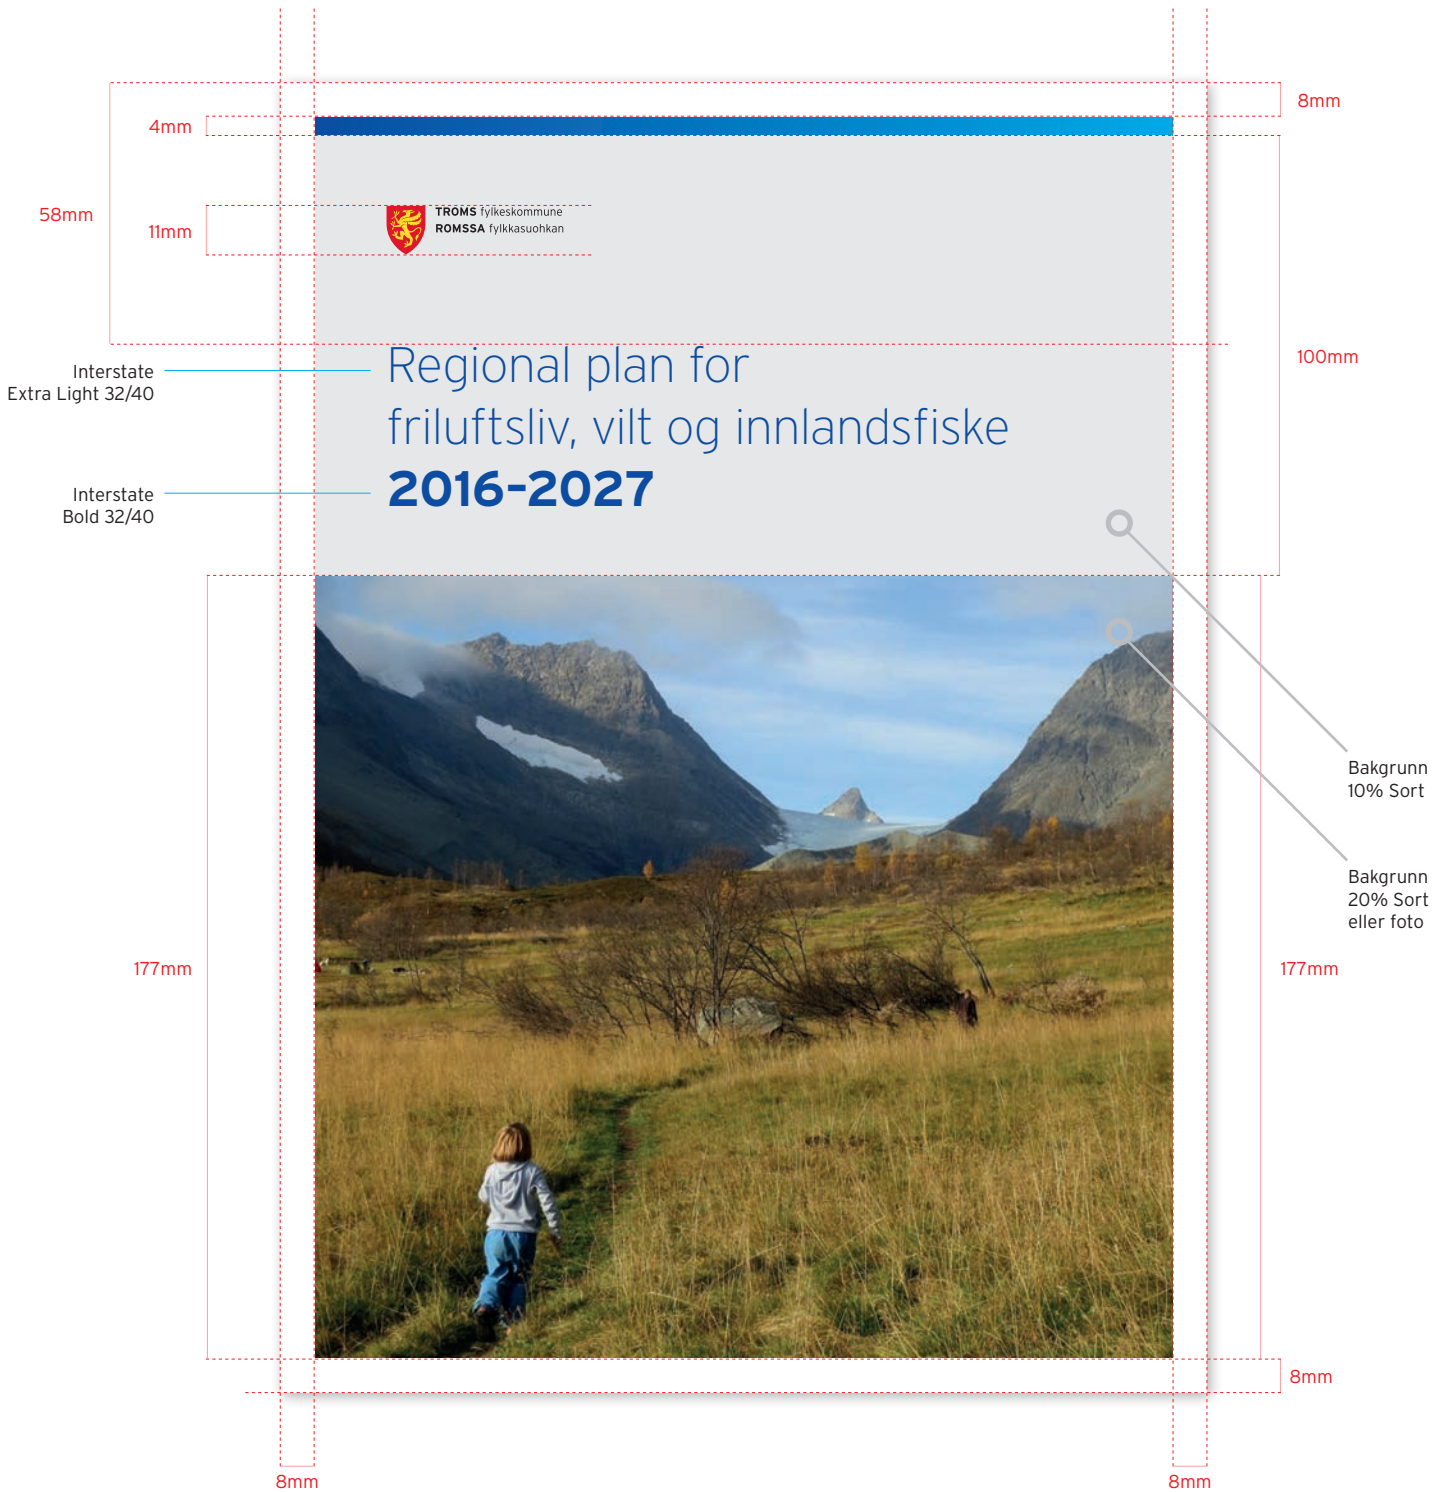 8mm
4mm
58mm
11mm
TROMS fylkeskommune
ROMSSA fylkkasuohkan
100mm
Interstate
Extra Light 32/40
Regional plan for
friluftsliv, vilt og innlandsfiske
2016-2027
Interstate
Bold 32/40
Bakgrunn
10% Sort
Bakgrunn
20% Sort
eller foto
177mm
177mm
8mm
8mm
8mm